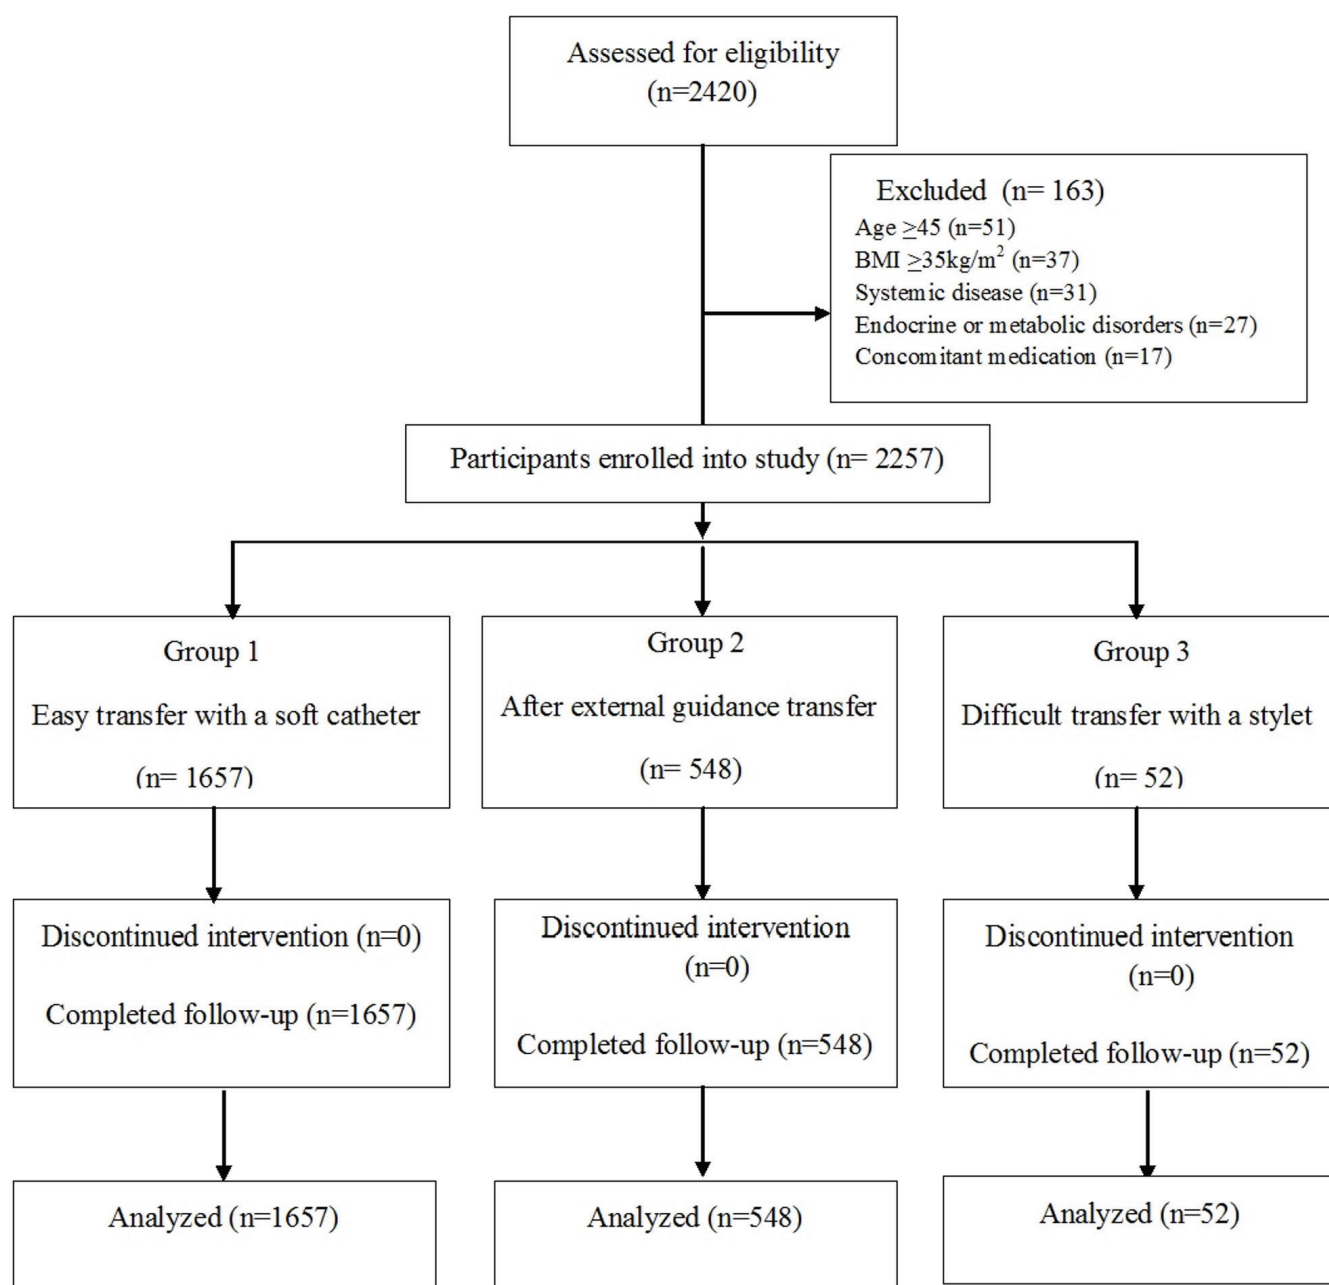 Assessed for eligibility
(n=2420)
Excluded  (n= 163)
Age ≥45 (n=51)
BMI ≥35kg/m² (n=37)
Systemic disease (n=31)
Endocrine or metabolic disorders (n=27)
Concomitant medication (n=17)
Participants enrolled into study (n= 2257)
Group 1
Easy transfer with a soft catheter
(n= 1657)
Group 2
After external guidance transfer
(n= 548)
Group 3
Difficult transfer with a stylet
(n= 52)
Discontinued intervention (n=0)
Completed follow-up (n=1657)
Discontinued intervention
(n=0)
Completed follow-up (n=548)
Discontinued intervention
(n=0)
Completed follow-up (n=52)
Analyzed (n=1657)
Analyzed (n=548)
Analyzed (n=52)